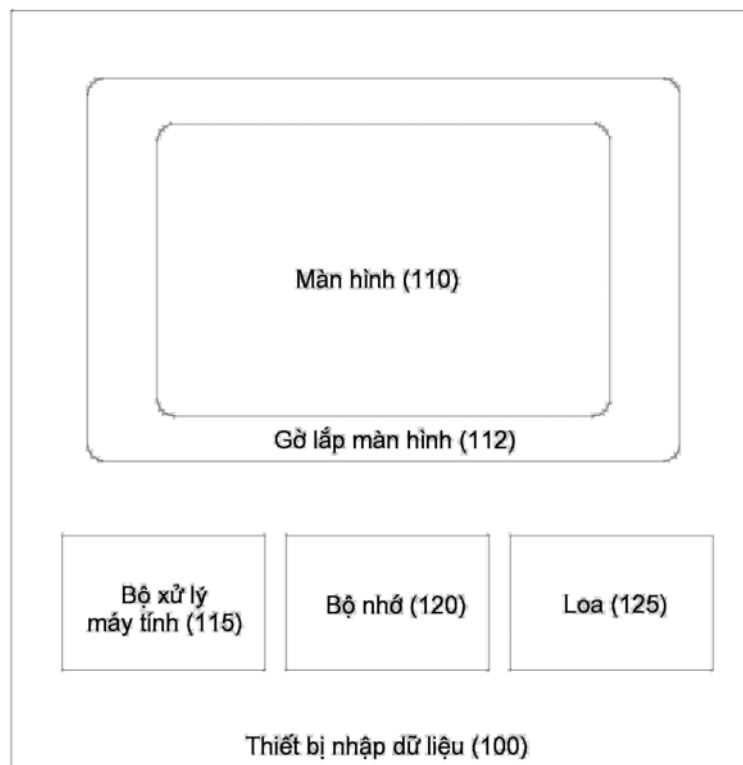 Màn hình (110)
Gờ lắp màn hình (112)
Bộ xử lý
máy tính (115)
Bộ nhớ (120)
Loa (125)
Thiết bị nhập dữ liệu (100)